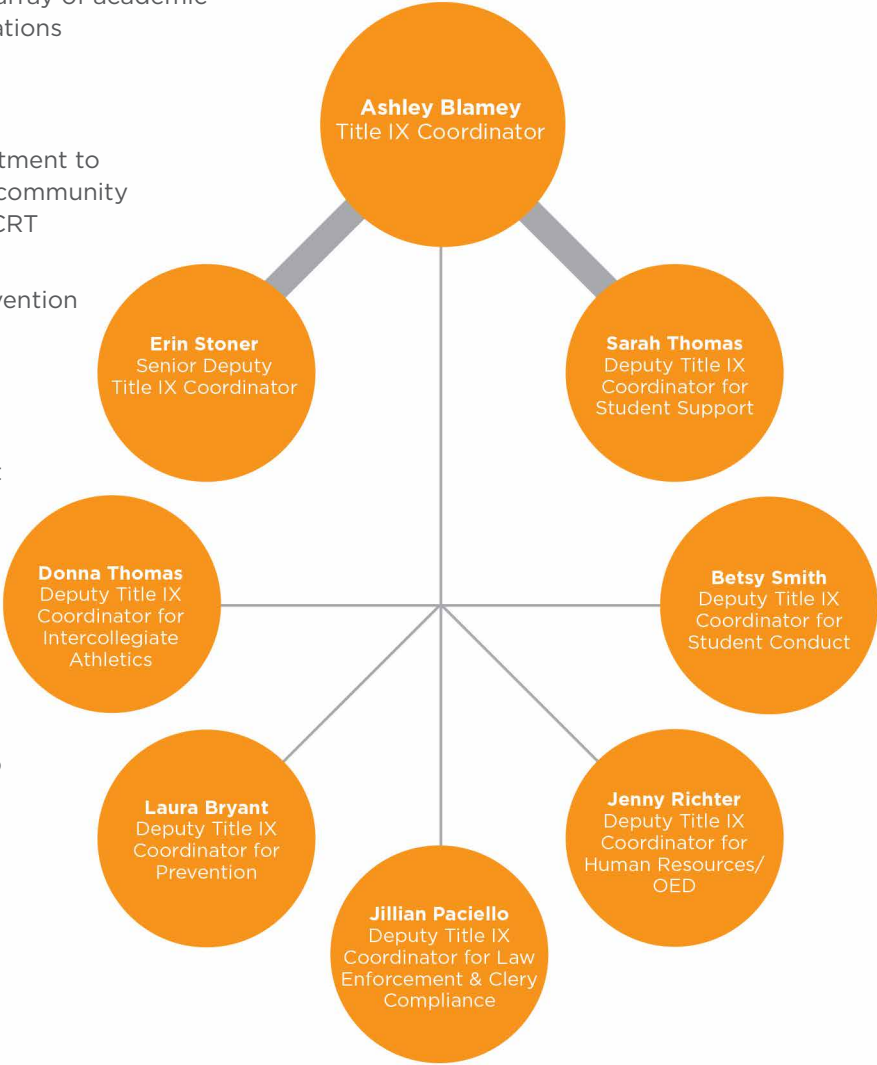 array of academic
ations
tment to
community
CRT
vention
Ashley Blamey
Title IX Coordinator
Erin Stoner
Senior Deputy
Title IX Coordinator
Sarah Thomas
Deputy Title IX
Coordinator for
Student Support
Donna Thomas
Deputy Title IX
Coordinator for
Intercollegiate
Athletics
Betsy Smith
Deputy Title IX
Coordinator for
Student Conduct
Laura Bryant
Deputy Title IX
Coordinator for
Prevention
Jenny Richter
Deputy Title IX
Coordinator for
Human Resources/
OED
Jillian Paciello
Deputy Title IX
Coordinator for Law
Enforcement & Clery
Compliance